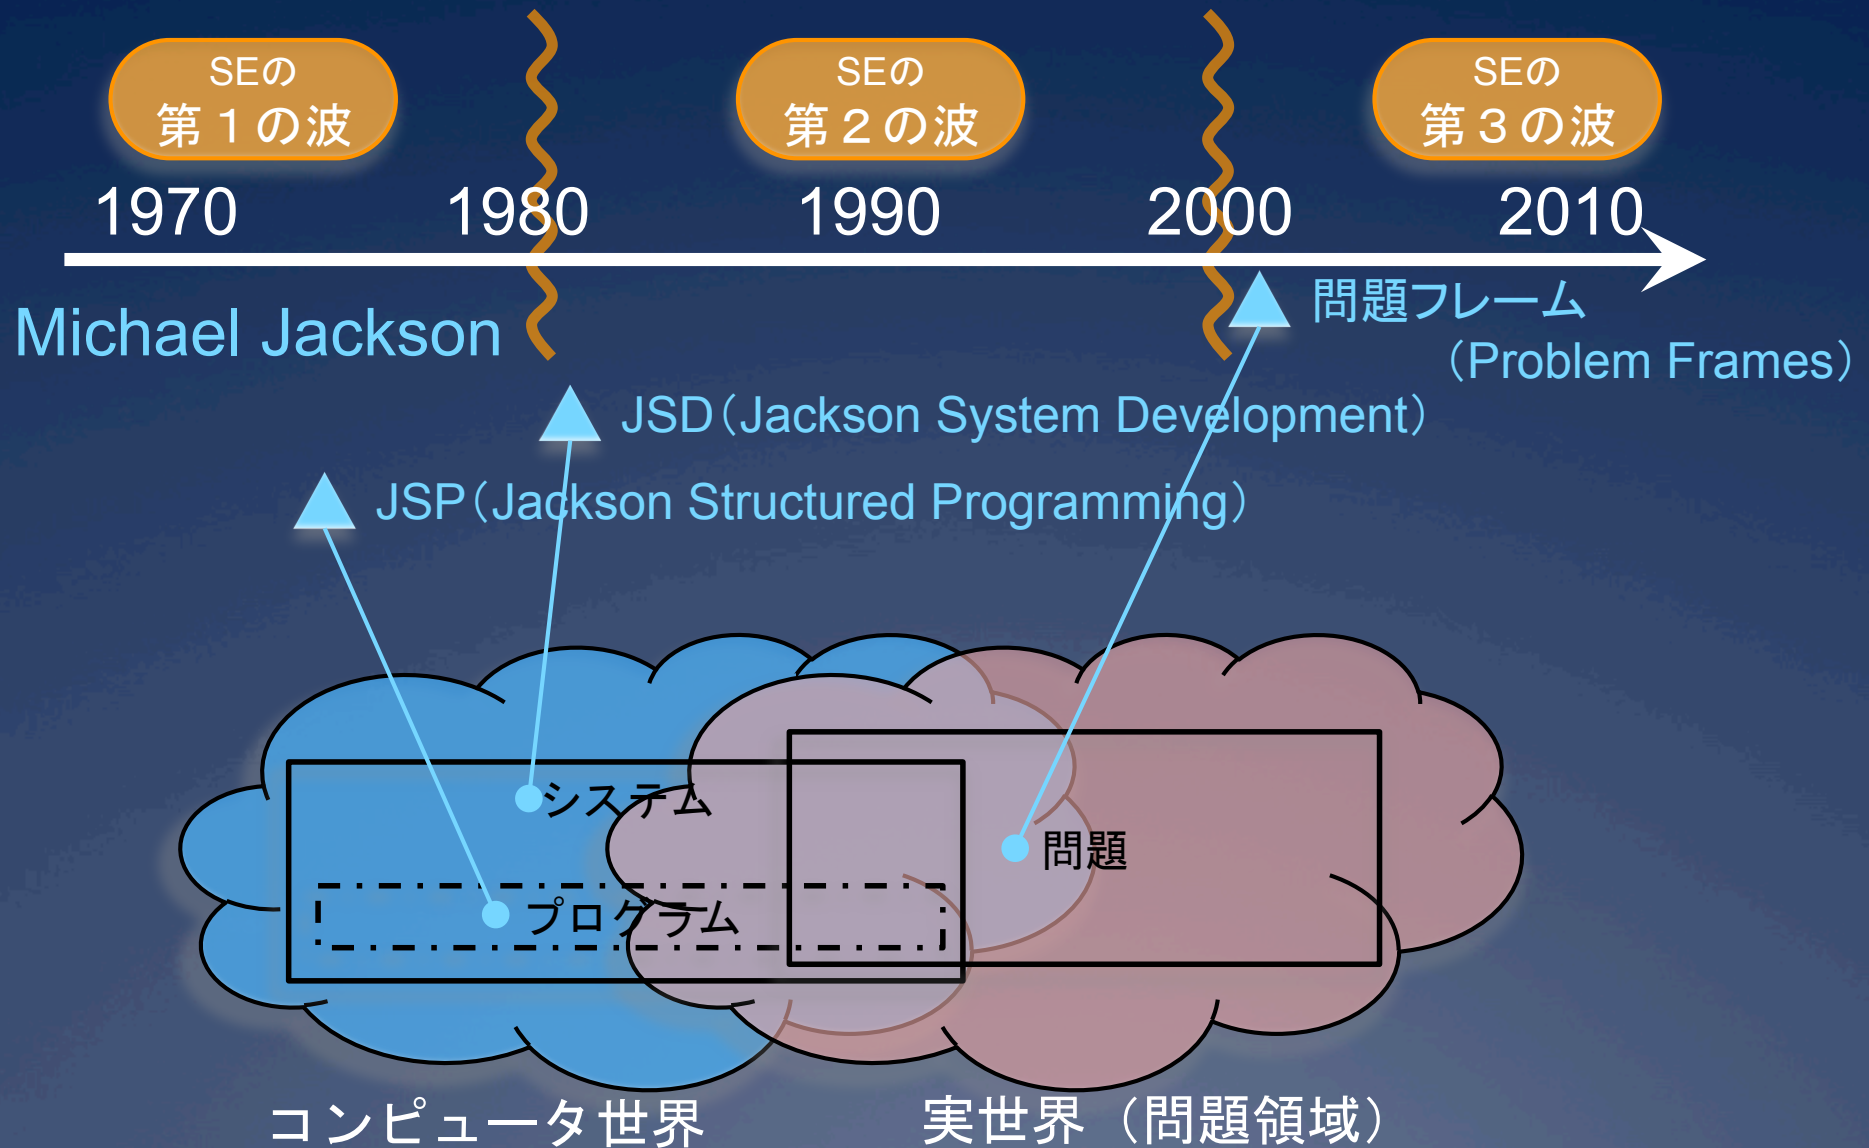 SEの
第１の波
SEの
第２の波
SEの
第３の波
1970
1980
1990
2000
2010
Michael Jackson
問題フレーム
（Problem Frames）
JSD（Jackson System Development）
JSP（Jackson Structured Programming）
システム
問題
プログラム
コンピュータ世界
実世界（問題領域）